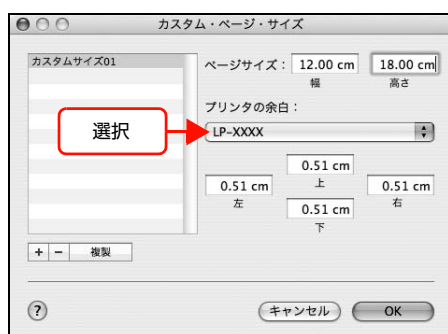 カスタム・ページ・サイズ
カスタムサイズ01
ページサイズ： 12.00 cm 18.00 cm
幅 高さ
プリンタの余白：
選択
LP-XXXX
0.51 cm
上
0.51 cm 0.51 cm
左 右
0.51 cm
下
+ − 複製
? キャンセル OK